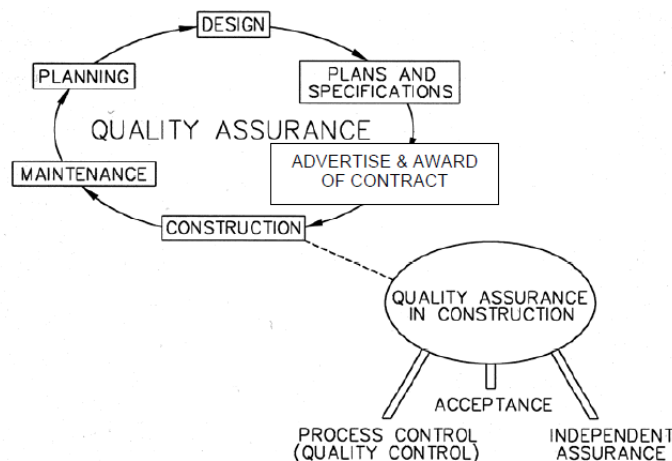 DESIGN
PLANNING
PLANS AND
SPECIFICATIONS
QUALITY ASSURANCE
ADVERTISE & AWARD
OF CONTRACT
MAINTENANCE
CONSTRUCTION
QUALITY ASSURANCE
IN CONSTRUCTION
ACCEPTANCE
PROCESS CONTROL
(QUALITY CONTROL)
INDEPENDENT
ASSURANCE